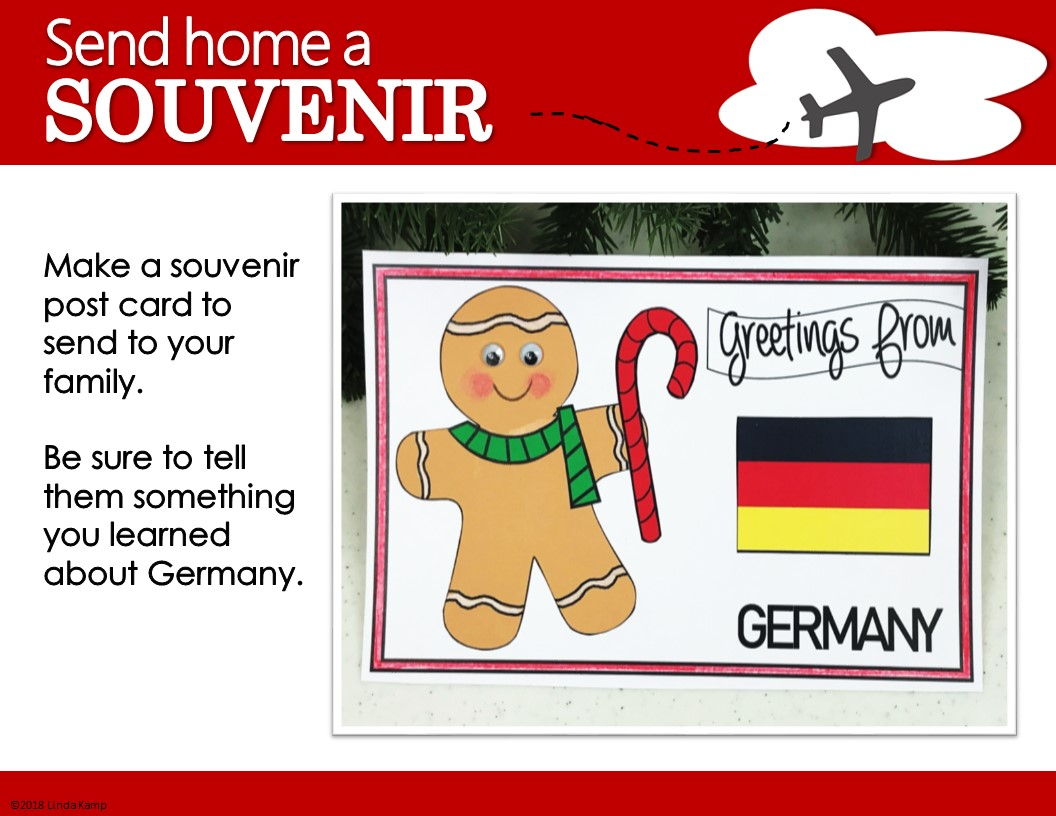 Send home a
SOUVENIR
Make a souvenir
post card to
send to your
family.
Be sure to tell
them something
you learned
about Germany.
Greetings from
GERMANY
©2018 Linda Kamp